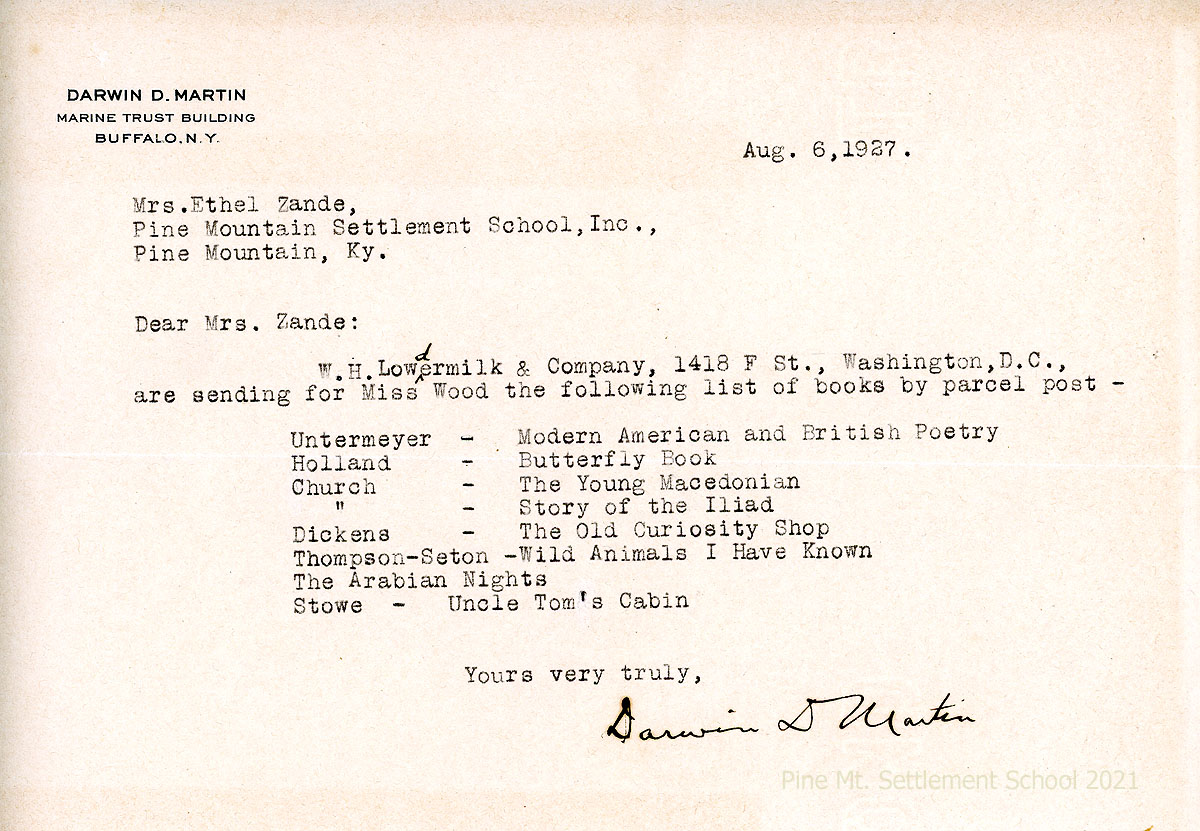 DARWIN D. MARTIN
MARINE TRUST BUILDING
BUFFALO, N.Y.
Aug. 6,1927.
Mrs.Ethel Zande,
Pine Mountain Settlement School,Inc.,
Pine Mountain, Ky.
Dear Mrs. Zande:
W.H.Lowdermilk & Company, 1418 F St., Washington,D.C.,
are sending for Miss Wood the following list of books by parcel post -
Untermeyer - Modern American and British Poetry
Holland - Butterfly Book
Church - The Young Macedonian
" - Story of the Iliad
Dickens - The Old Curiosity Shop
Thompson-Seton -Wild Animals I Have Known
The Arabian Nights
Stowe - Uncle Tom's Cabin
Yours very truly,
Darwin D Martin
Pine Mt. Settlement School 2021